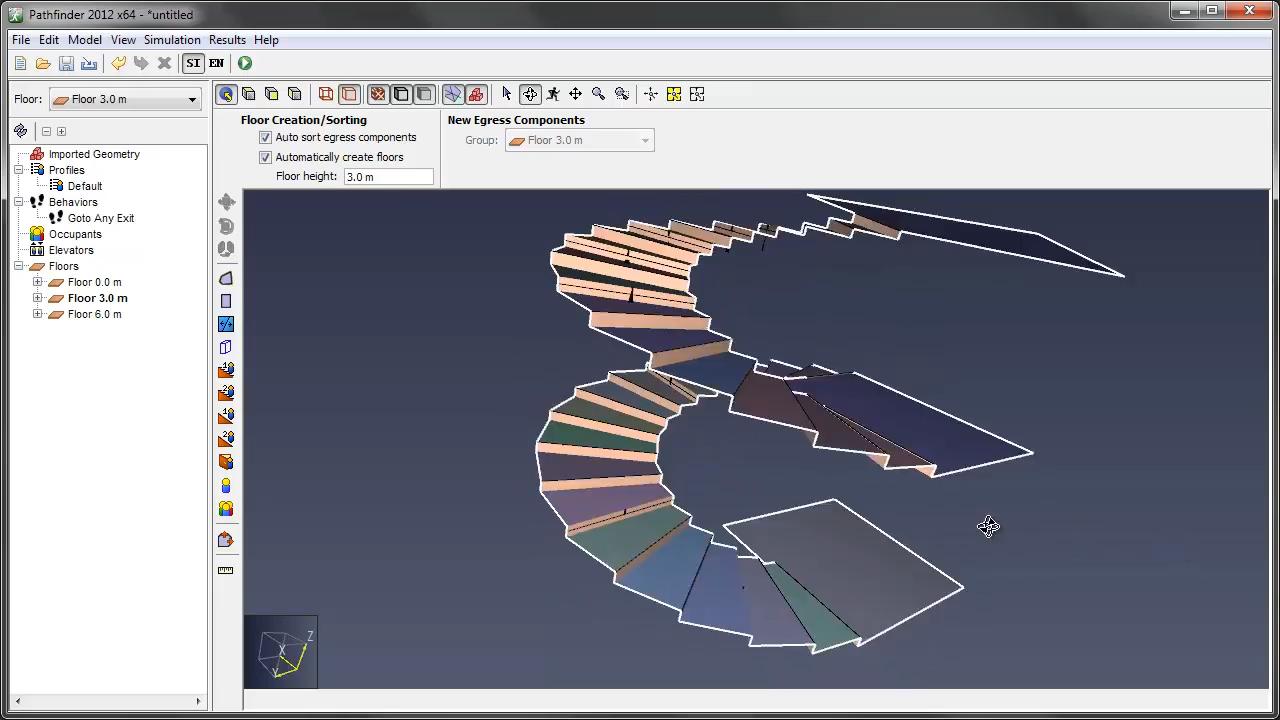 Pathfinder 2012 x64 - *untitled
File Edit Model View Simulation Results Help
SI EN
Floor: Floor 3.0 m
Floor Creation/Sorting
Auto sort egress components
Automatically create floors
Floor height: 3.0 m
New Egress Components
Group: Floor 3.0 m
Imported Geometry
Profiles
Default
Behaviors
Goto Any Exit
Occupants
Elevators
Floors
Floor 0.0 m
Floor 3.0 m
Floor 6.0 m
Z
X
Y